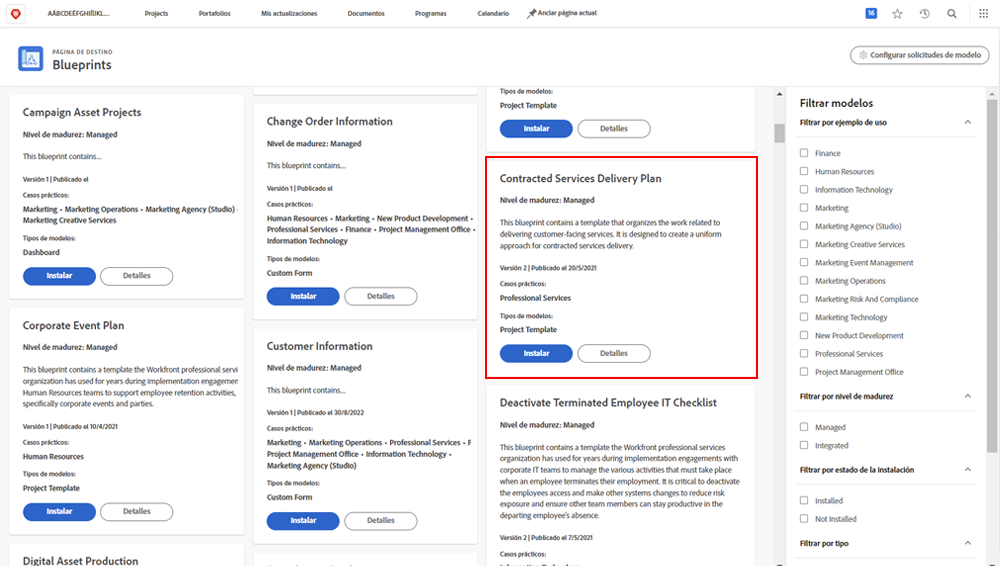 AÁBCDEÉFGHIÍJKL...
Projects
Portafolios
Mis actualizaciones
Documentos
Programas
Calendario
Anclar página actual
16
PÁGINA DE DESTINO
Blueprints
Configurar solicitudes de modelo
Campaign Asset Projects
Nivel de madurez: Managed
This blueprint contains...
Versión 1 | Publicado el
Casos prácticos:
Marketing • Marketing Operations • Marketing Agency (Studio) •
Marketing Creative Services
Tipos de modelos:
Dashboard
Instalar
Detalles
Corporate Event Plan
Nivel de madurez: Managed
This blueprint contains a template the Workfront professional servi
organization has used for years during implementation engagemen
Human Resources teams to support employee retention activities,
specifically corporate events and parties.
Versión 1 | Publicado el 10/4/2021
Casos prácticos:
Human Resources
Tipos de modelos:
Project Template
Instalar
Detalles
Digital Asset Production
Change Order Information
Nivel de madurez: Managed
This blueprint contains...
Versión 1 | Publicado el
Casos prácticos:
Human Resources • Marketing • New Product Development •
Professional Services • Finance • Project Management Office •
Information Technology
Tipos de modelos:
Custom Form
Instalar
Detalles
Customer Information
Nivel de madurez: Managed
This blueprint contains...
Versión 1 | Publicado el 30/8/2022
Casos prácticos:
Marketing • Marketing Operations • Professional Services • F
Project Management Office • Information Technology •
Marketing Agency (Studio)
Tipos de modelos:
Custom Form
Instalar
Detalles
Tipos de modelos:
Project Template
Instalar
Detalles
Contracted Services Delivery Plan
Nivel de madurez: Managed
This blueprint contains a template that organizes the work related to
delivering customer-facing services. It is designed to create a uniform
approach for contracted services delivery.
Versión 2 | Publicado el 20/5/2021
Casos prácticos:
Professional Services
Tipos de modelos:
Project Template
Instalar
Detalles
Deactivate Terminated Employee IT Checklist
Nivel de madurez: Managed
This blueprint contains a template the Workfront professional services
organization has used for years during implementation engagements with
corporate IT teams to manage the various activities that must take place
when an employee terminates their employment. It is critical to deactivate
the employees access and make other systems changes to reduce risk
exposure and ensure other team members can stay productive in the
departing employee's absence.
Versión 2 | Publicado el 7/5/2021
Casos prácticos:
Filtrar modelos
Filtrar por ejemplo de uso
Finance
Human Resources
Information Technology
Marketing
Marketing Agency (Studio)
Marketing Creative Services
Marketing Event Management
Marketing Operations
Marketing Risk And Compliance
Marketing Technology
New Product Development
Professional Services
Project Management Office
Filtrar por nivel de madurez
Managed
Integrated
Filtrar por estado de la instalación
Installed
Not Installed
Filtrar por tipo